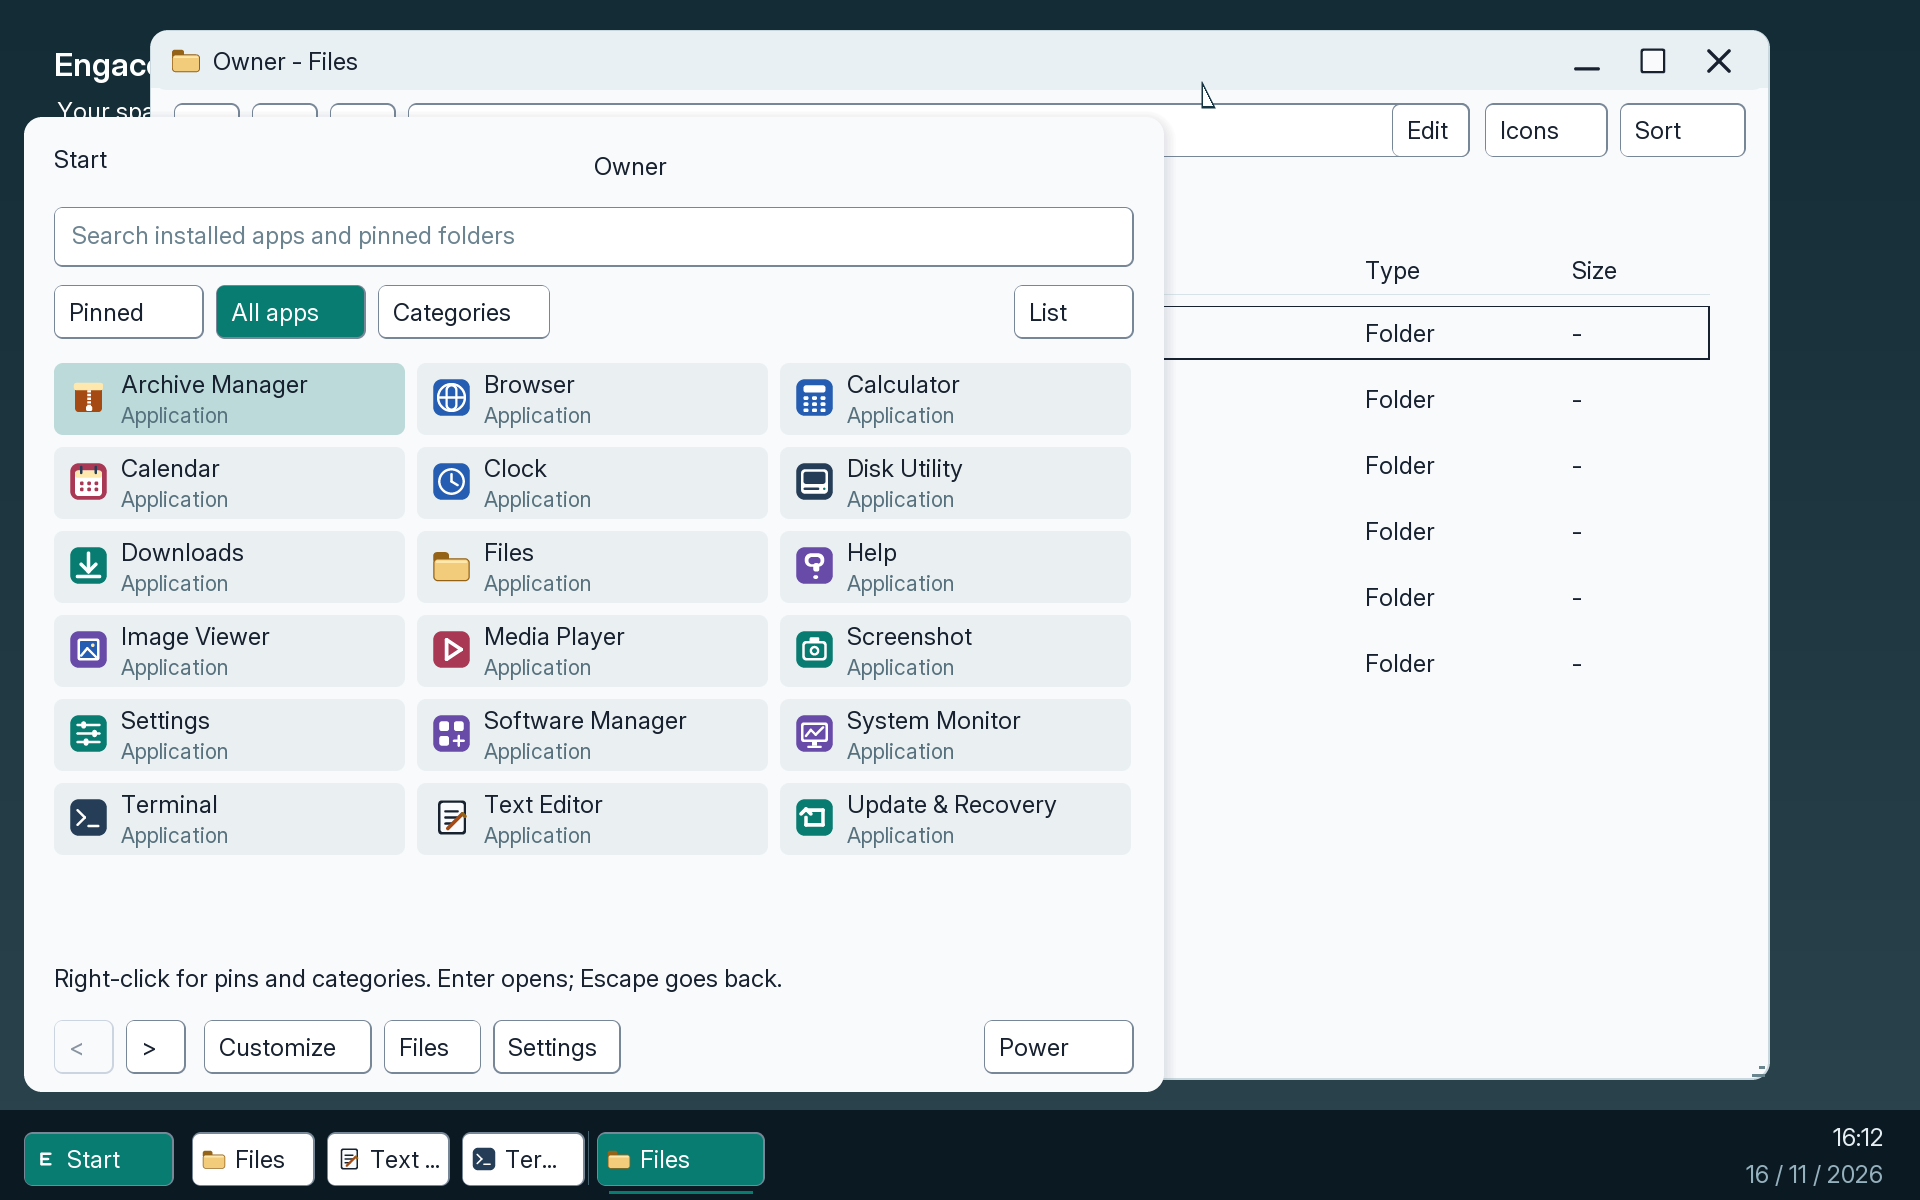 Owner - Files
Your spa
Edit
Icons
Sort
Start
Owner
Search installed apps and pinned folders
Pinned
All apps
Categories
List
Type
Size
Folder
-
Folder
-
Folder
-
Folder
-
Folder
-
Folder
-
Archive Manager
Application
Browser
Application
Calculator
Application
Calendar
Application
Clock
Application
Disk Utility
Application
Downloads
Application
Files
Application
Help
Application
Image Viewer
Application
Media Player
Application
Screenshot
Application
Settings
Application
Software Manager
Application
System Monitor
Application
Terminal
Application
Text Editor
Application
Update & Recovery
Application
Right-click for pins and categories. Enter opens; Escape goes back.
<
>
Customize
Files
Settings
Power
Start
Files
Text ...
Ter...
Files
16:12
16 / 11 / 2026